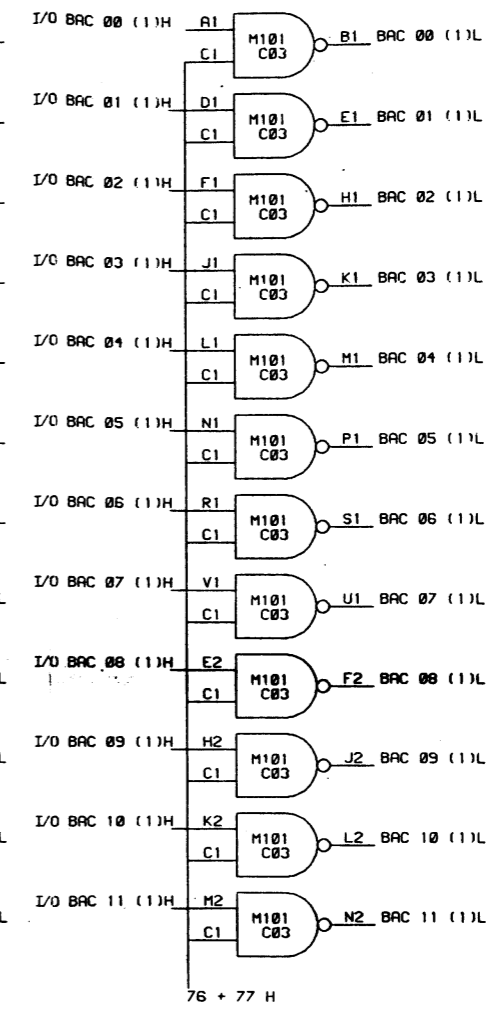 I/O BAC 00 (1)H A1 M101 B1 BAC 00 (1)L
C1 C03
I/O BAC 01 (1)H D1 M101 E1 BAC 01 (1)L
C1 C03
I/O BAC 02 (1)H F1 M101 H1 BAC 02 (1)L
C1 C03
I/O BAC 03 (1)H J1 M101 K1 BAC 03 (1)L
C1 C03
I/O BAC 04 (1)H L1 M101 M1 BAC 04 (1)L
C1 C03
I/O BAC 05 (1)H N1 M101 P1 BAC 05 (1)L
C1 C03
I/O BAC 06 (1)H R1 M101 S1 BAC 06 (1)L
C1 C03
I/O BAC 07 (1)H V1 M101 U1 BAC 07 (1)L
C1 C03
I/O BAC 08 (1)H E2 M101 F2 BAC 08 (1)L
C1 C03
I/O BAC 09 (1)H H2 M101 J2 BAC 09 (1)L
C1 C03
I/O BAC 10 (1)H K2 M101 L2 BAC 10 (1)L
C1 C03
I/O BAC 11 (1)H M2 M101 N2 BAC 11 (1)L
C1 C03
76 + 77 H